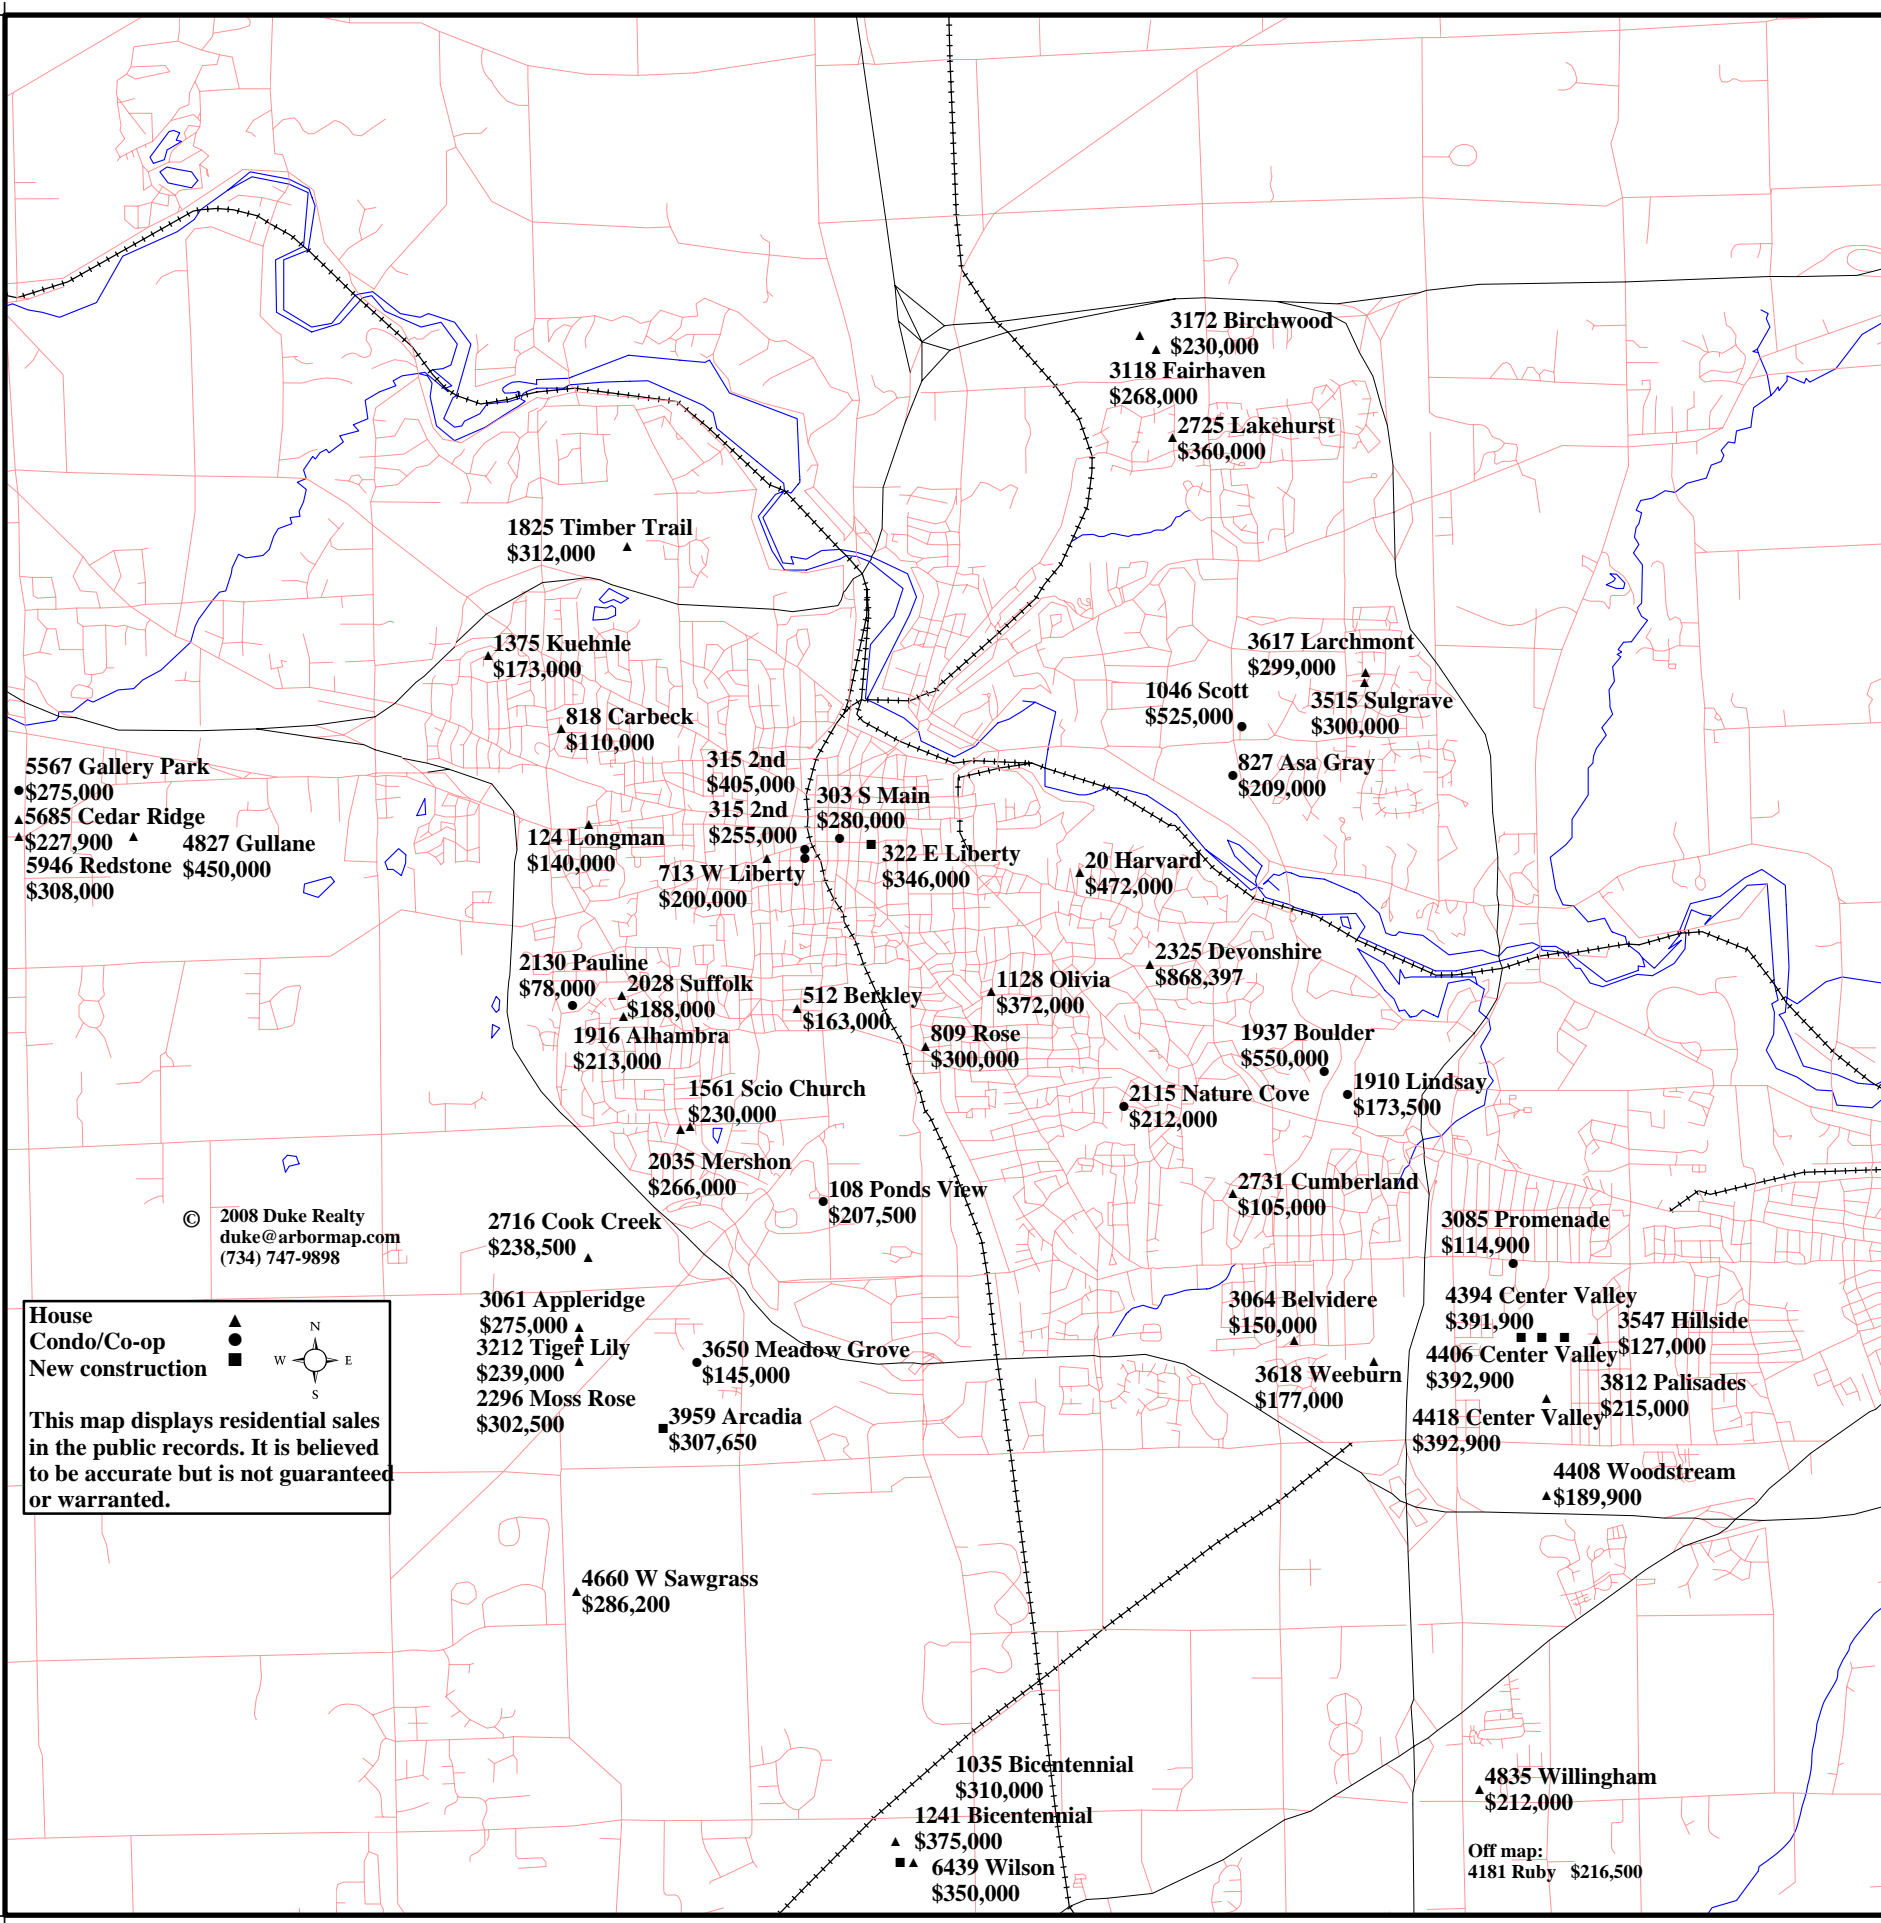 3172 Birchwood
$230,000
3118 Fairhaven
$268,000
2725 Lakehurst
$360,000
1825 Timber Trail
$312,000
1375 Kuehnle
$173,000
3617 Larchmont
$299,000
1046 Scott
$525,000
3515 Sulgrave
$300,000
818 Carbeck
$110,000
315 2nd
$405,000
315 2nd
$255,000
303 S Main
$280,000
827 Asa Gray
$209,000
5567 Gallery Park
$275,000
5685 Cedar Ridge
$227,900
5946 Redstone
$308,000
4827 Gullane
$450,000
124 Longman
$140,000
713 W Liberty
$200,000
322 E Liberty
$346,000
20 Harvard
$472,000
2325 Devonshire
$868,397
2130 Pauline
$78,000
2028 Suffolk
$188,000
1916 Alhambra
$213,000
512 Berkley
$163,000
1128 Olivia
$372,000
809 Rose
$300,000
1937 Boulder
$550,000
1910 Lindsay
$173,500
2115 Nature Cove
$212,000
1561 Scio Church
$230,000
2035 Mershon
$266,000
108 Ponds View
$207,500
2731 Cumberland
$105,000
3085 Promenade
$114,900
© 2008 Duke Realty
duke@arbormap.com
(734) 747-9898
2716 Cook Creek
$238,500
3061 Appleridge
$275,000
3212 Tiger Lily
$239,000
2296 Moss Rose
$302,500
3650 Meadow Grove
$145,000
3959 Arcadia
$307,650
3064 Belvidere
$150,000
3618 Weeburn
$177,000
4394 Center Valley
$391,900
4406 Center Valley
$392,900
4418 Center Valley
$392,900
3547 Hillside
$127,000
3812 Palisades
$215,000
4408 Woodstream
$189,900
House
Condo/Co-op
New construction
N
W E
S
This map displays residential sales
in the public records. It is believed
to be accurate but is not guaranteed
or warranted.
4660 W Sawgrass
$286,200
1035 Bicentennial
$310,000
1241 Bicentennial
$375,000
6439 Wilson
$350,000
4835 Willingham
$212,000
Off map:
4181 Ruby $216,500